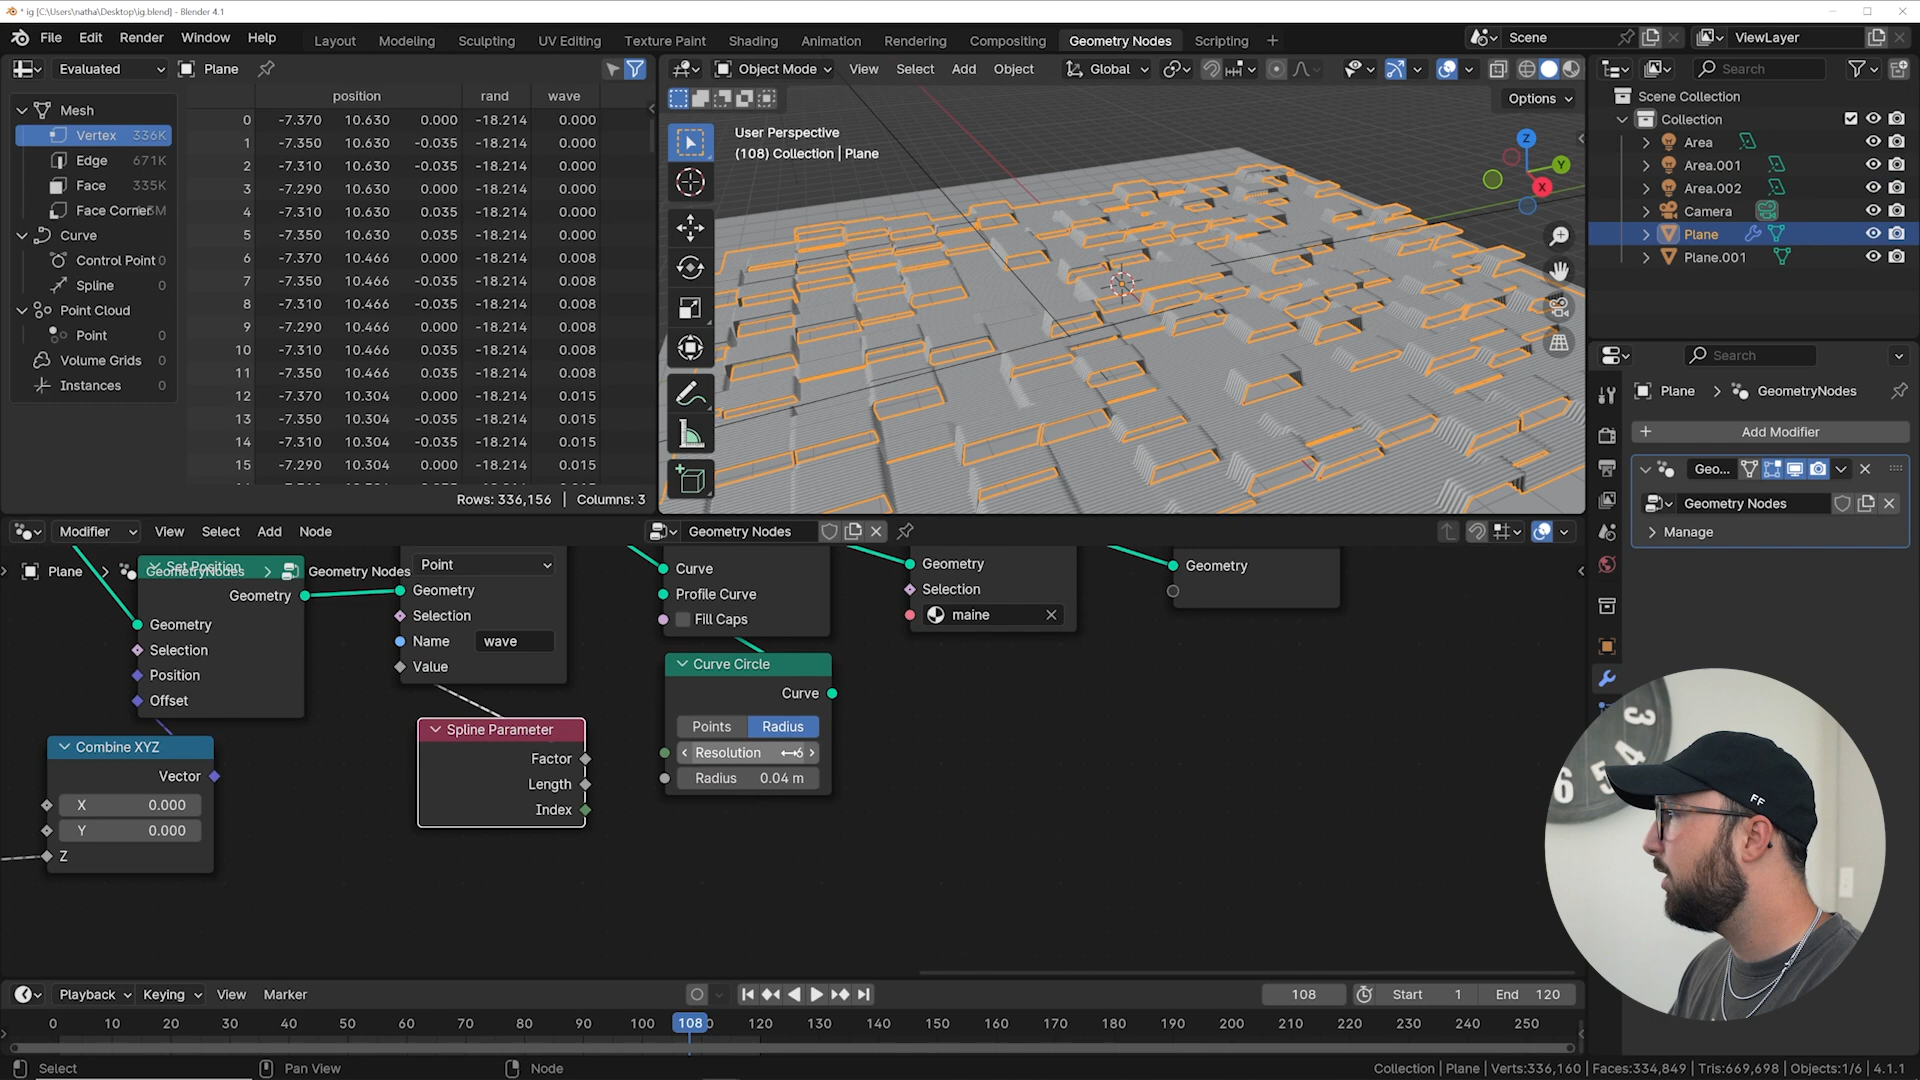 * ig [C:\Users\natha\Desktop\ig.blend] - Blender 4.1
File Edit Render Window Help
Layout Modeling Sculpting UV Editing Texture Paint Shading Animation Rendering Compositing Geometry Nodes Scripting +
Scene
ViewLayer
Evaluated Plane
Object Mode View Select Add Object Global
Search
Options
position rand wave
Mesh
Vertex 336K
Edge 671K
Face 335K
Face Corner
Curve
Control Point 0
Spline 0
Point Cloud
Point 0
Volume Grids 0
Instances 0
0 -7.370 10.630 0.000 -18.214 0.000
1 -7.350 10.630 -0.035 -18.214 0.000
2 -7.310 10.630 -0.035 -18.214 0.000
3 -7.290 10.630 0.000 -18.214 0.000
4 -7.310 10.630 0.035 -18.214 0.000
5 -7.350 10.630 0.035 -18.214 0.000
6 -7.370 10.466 0.000 -18.214 0.008
7 -7.350 10.466 -0.035 -18.214 0.008
8 -7.310 10.466 -0.035 -18.214 0.008
9 -7.290 10.466 0.000 -18.214 0.008
10 -7.310 10.466 0.035 -18.214 0.008
11 -7.350 10.466 0.035 -18.214 0.008
12 -7.370 10.304 0.000 -18.214 0.015
13 -7.350 10.304 -0.035 -18.214 0.015
14 -7.310 10.304 -0.035 -18.214 0.015
15 -7.290 10.304 0.000 -18.214 0.015
Rows: 336,156 | Columns: 3
User Perspective
(108) Collection | Plane
Z
Y
X
Scene Collection
Collection
Area
Area.001
Area.002
Camera
Plane
Plane.001
Search
Plane > GeometryNodes
+ Add Modifier
Geo...
Geometry Nodes
Manage
Modifier View Select Add Node
Geometry Nodes
Plane > GeometryNodes > Geometry Nodes
Set Position
Geometry
Geometry
Selection
Position
Offset
Combine XYZ
Vector
X 0.000
Y 0.000
Z
Point
Geometry
Selection
Name wave
Value
Spline Parameter
Factor
Length
Index
Curve
Profile Curve
Fill Caps
Curve Circle
Curve
Points Radius
Resolution 6
Radius 0.04 m
Geometry
Selection
maine
Geometry
3
4
5
6
FF
Playback Keying View Marker
108
Start 1
End 120
0 10 20 30 40 50 60 70 80 90 100 108 120 130 140 150 160 170 180 190 200 210 220 230 240 250
Select
Pan View
Node
Collection | Plane | Verts:336,160 | Faces:334,849 | Tris:669,698 | Objects:1/6 | 4.1.1